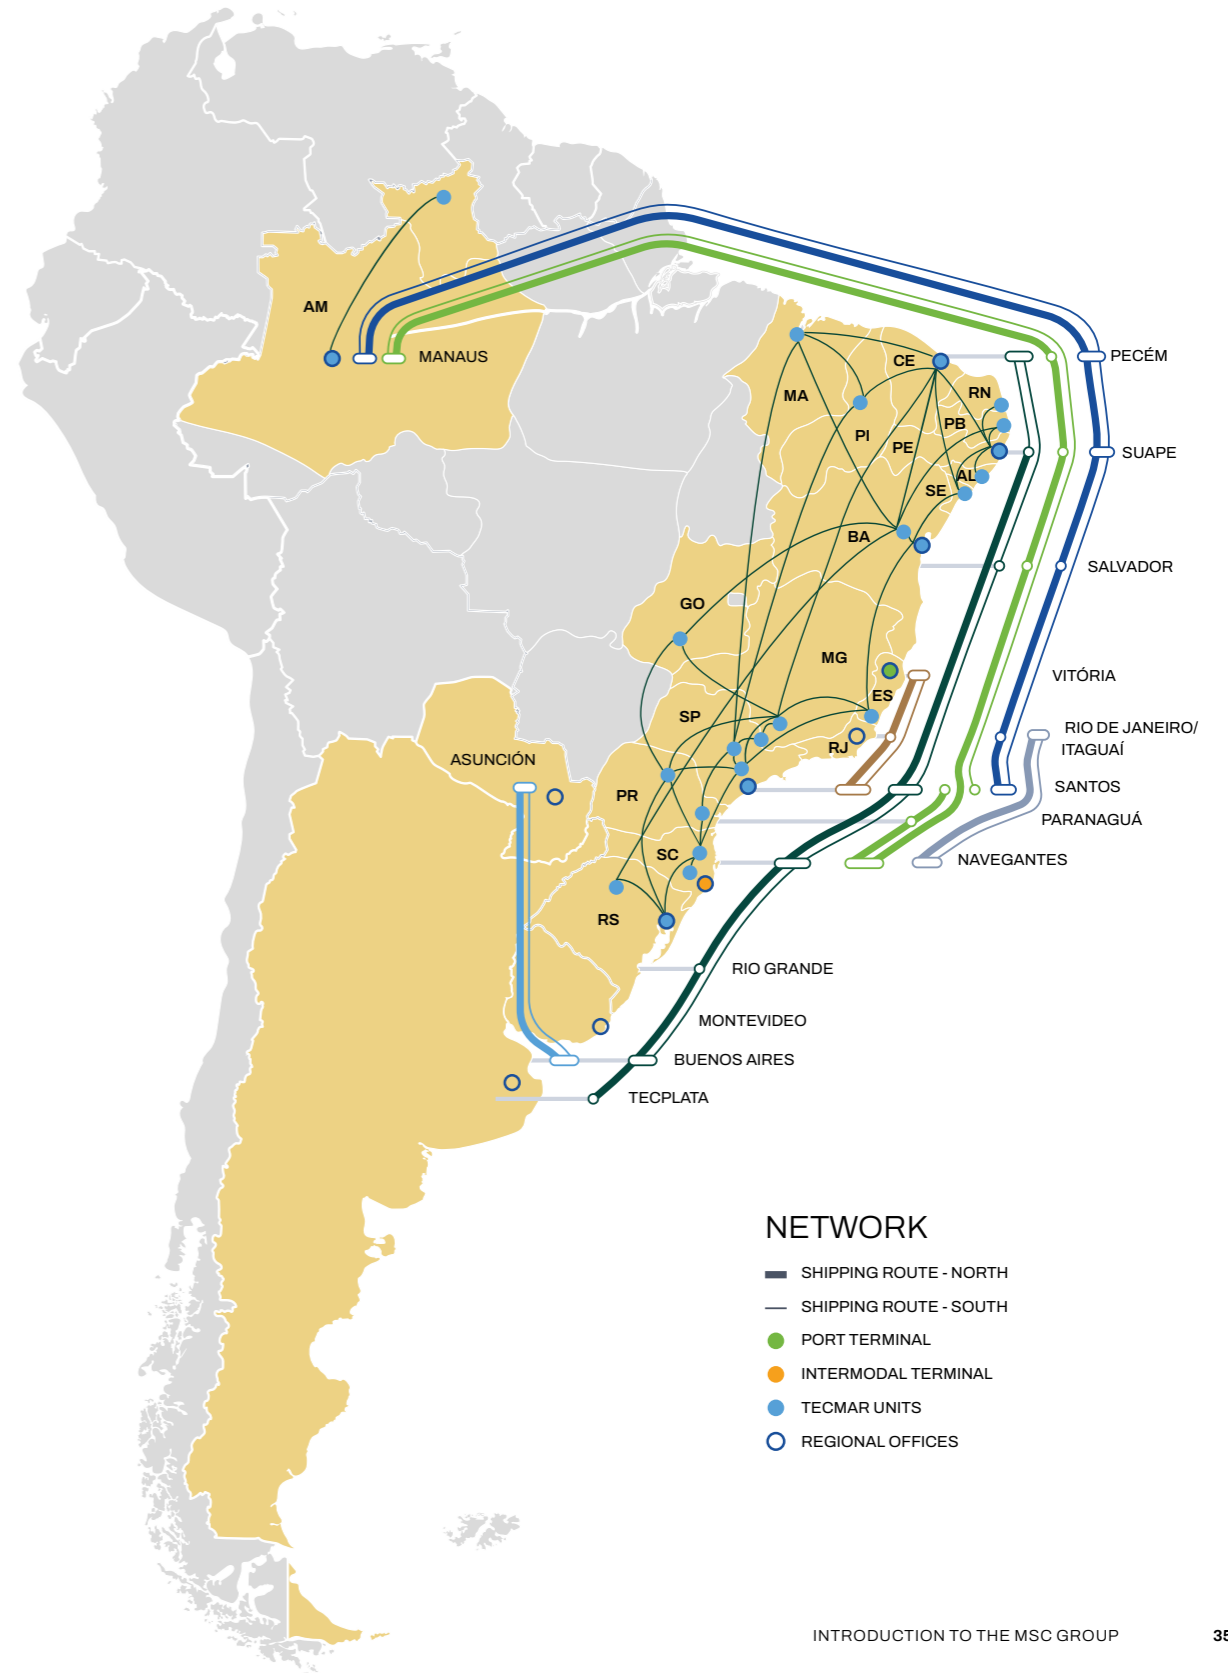 AM
MANAUS
CE
PECÉM
RN
MA
PB
PI
PE
SUAPE
AL
SE
BA
SALVADOR
GO
MG
VITÓRIA
ES
SP
RIO DE JANEIRO/
ITAGUAÍ
RJ
ASUNCIÓN
SANTOS
PR
PARANAGUÁ
SC
NAVEGANTES
RS
RIO GRANDE
MONTEVIDEO
BUENOS AIRES
TECPLATA
NETWORK
SHIPPING ROUTE - NORTH
SHIPPING ROUTE - SOUTH
PORT TERMINAL
INTERMODAL TERMINAL
TECMAR UNITS
REGIONAL OFFICES
INTRODUCTION TO THE MSC GROUP 35